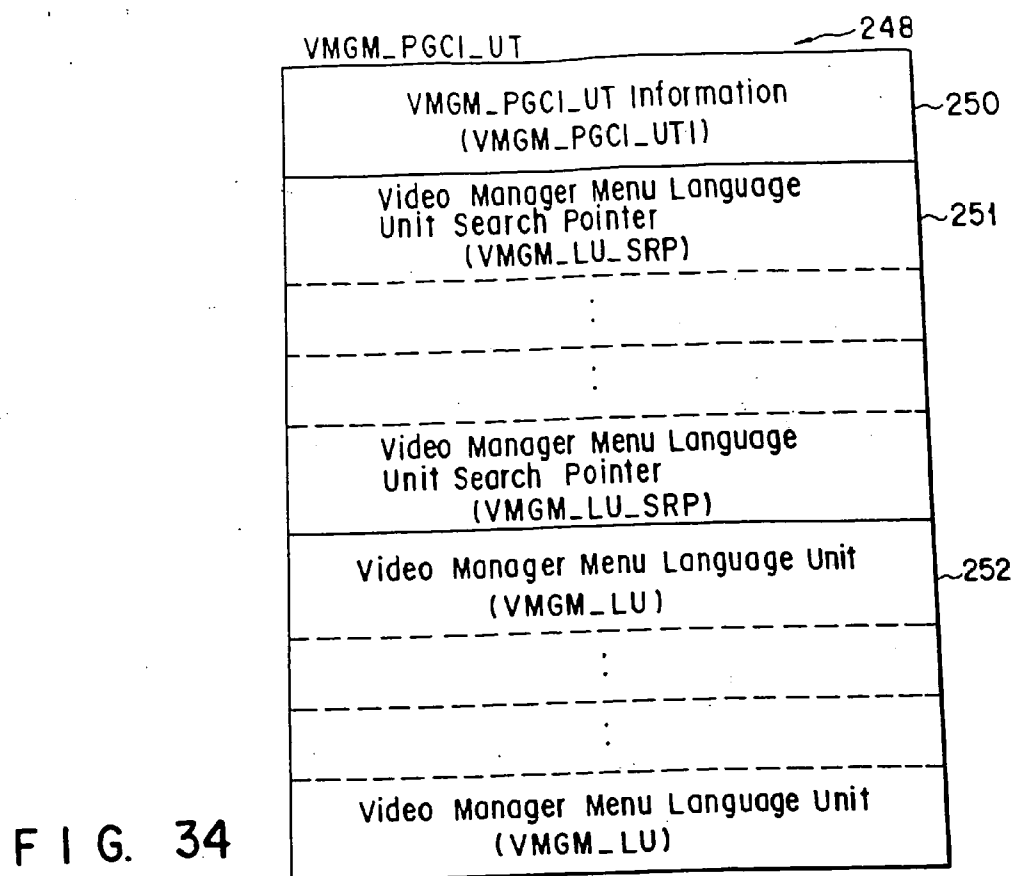 VMGM_PGCI_UT
248
VMGM_PGCI_UT Information
(VMGM_PGCI_UTI)
250
Video Manager Menu Language
Unit Search Pointer
(VMGM_LU_SRP)
251
Video Manager Menu Language
Unit Search Pointer
(VMGM_LU_SRP)
Video Manager Menu Language Unit
(VMGM_LU)
252
Video Manager Menu Language Unit
(VMGM_LU)
FIG. 34